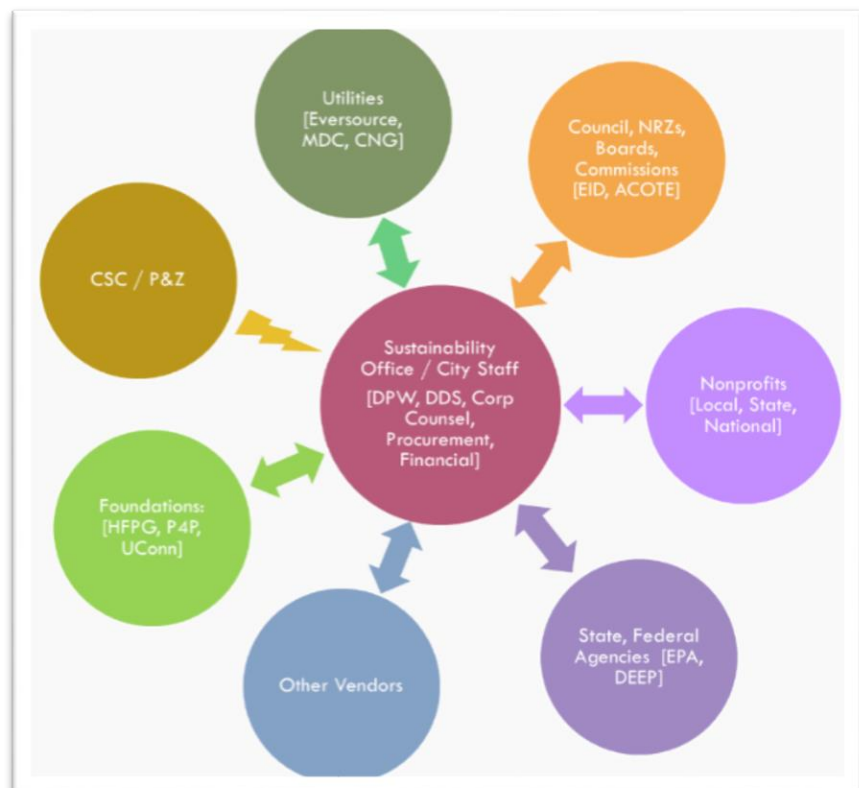 Utilities
[Eversource,
MDC, CNG]
Council, NRZs,
Boards,
Commissions
[EID, ACOTE]
CSC / P&Z
Sustainability
Office / City Staff
[DPW, DDS, Corp
Counsel,
Procurement,
Financial]
Nonprofits
[Local, State,
National]
Foundations:
[HFPG, P4P,
UConn]
State, Federal
Agencies [EPA,
DEEP]
Other Vendors